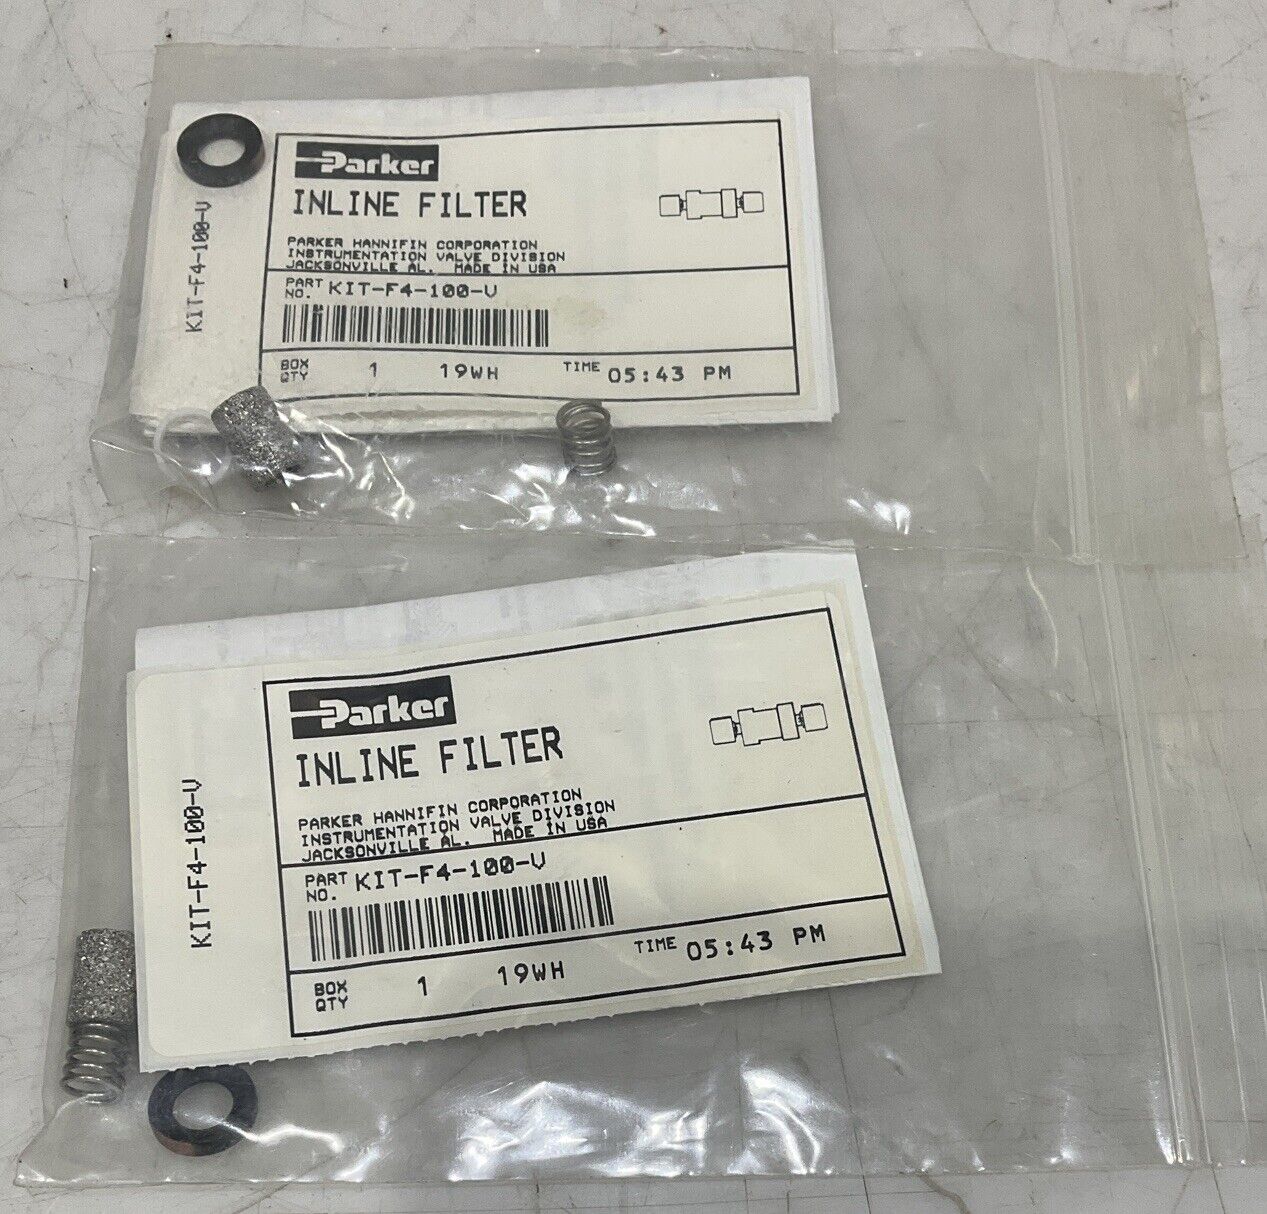 Parker
INLINE FILTER
PARKER HANNIFIN CORPORATION
INSTRUMENTATION VALVE DIVISION
JACKSONVILLE AL. MADE IN USA
PART NO. KIT-F4-100-V
BOX QTY 1 19WH TIME 05:43 PM
KIT-F4-100-V
Parker
INLINE FILTER
PARKER HANNIFIN CORPORATION
INSTRUMENTATION VALVE DIVISION
JACKSONVILLE AL. MADE IN USA
PART NO. KIT-F4-100-V
BOX QTY 1 19WH TIME 05:43 PM
KIT-F4-100-V